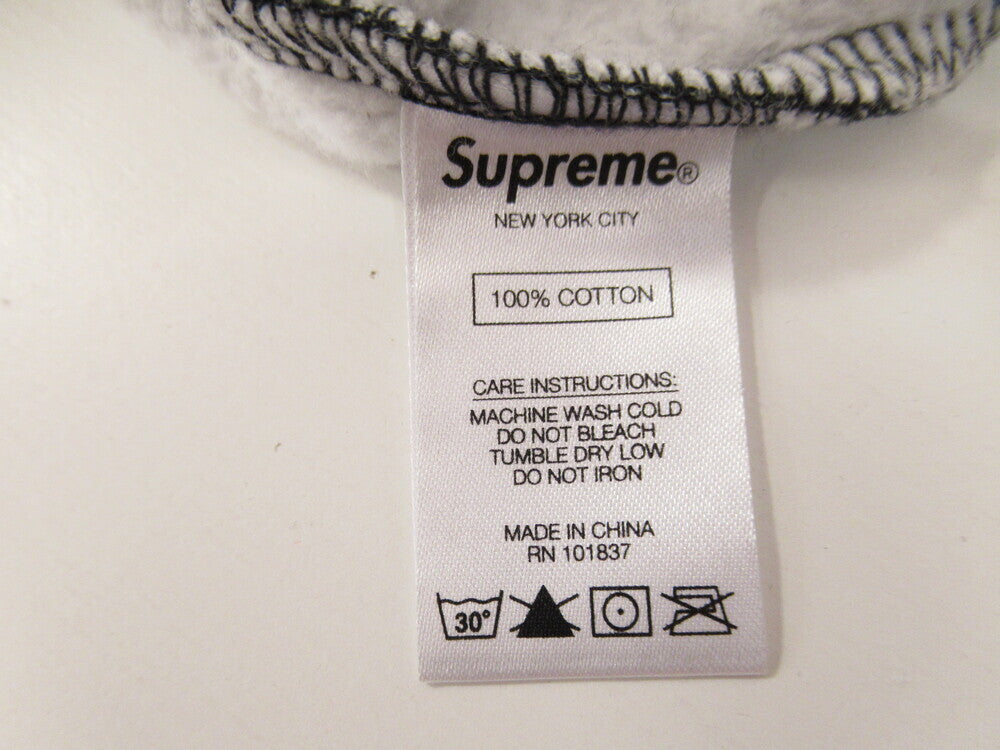 Supreme®
NEW YORK CITY
100% COTTON
CARE INSTRUCTIONS:
MACHINE WASH COLD
DO NOT BLEACH
TUMBLE DRY LOW
DO NOT IRON
MADE IN CHINA
RN 101837
30°